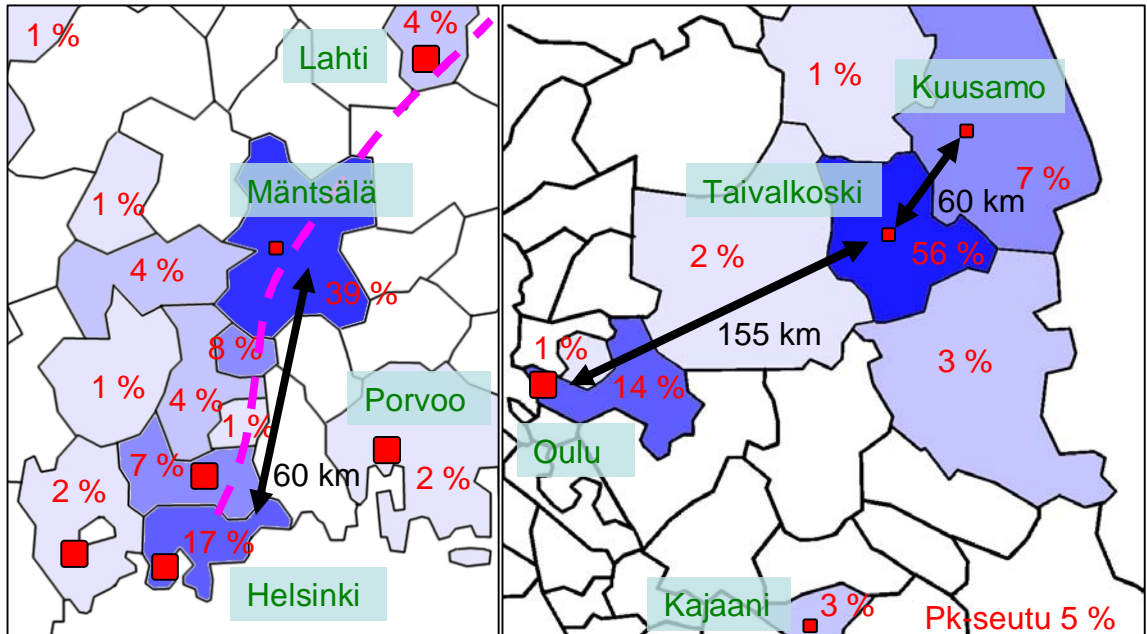 1 %
4 %
Lahti
Mäntsälä
1 %
4 %
39 %
8 %
1 %
4 %
1 %
Porvoo
7 %
60 km
2 %
2 %
17 %
Helsinki
1 %
Kuusamo
Taivalkoski
7 %
60 km
2 %
56 %
155 km
1 %
14 %
3 %
Oulu
Kajaani
3 %
Pk-seutu 5 %